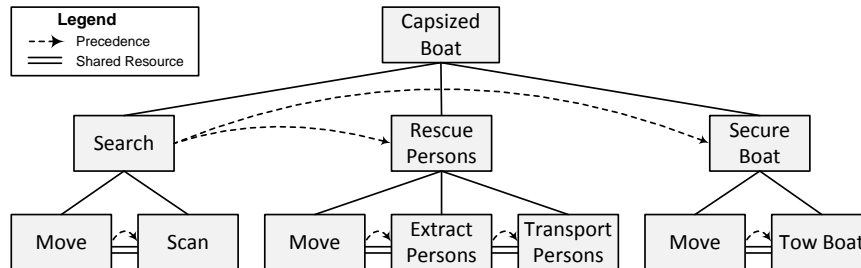 Legend
Precedence
Shared Resource
Capsized
Boat
Search
Rescue
Persons
Secure
Boat
Move
Scan
Move
Extract
Persons
Transport
Persons
Move
Tow Boat